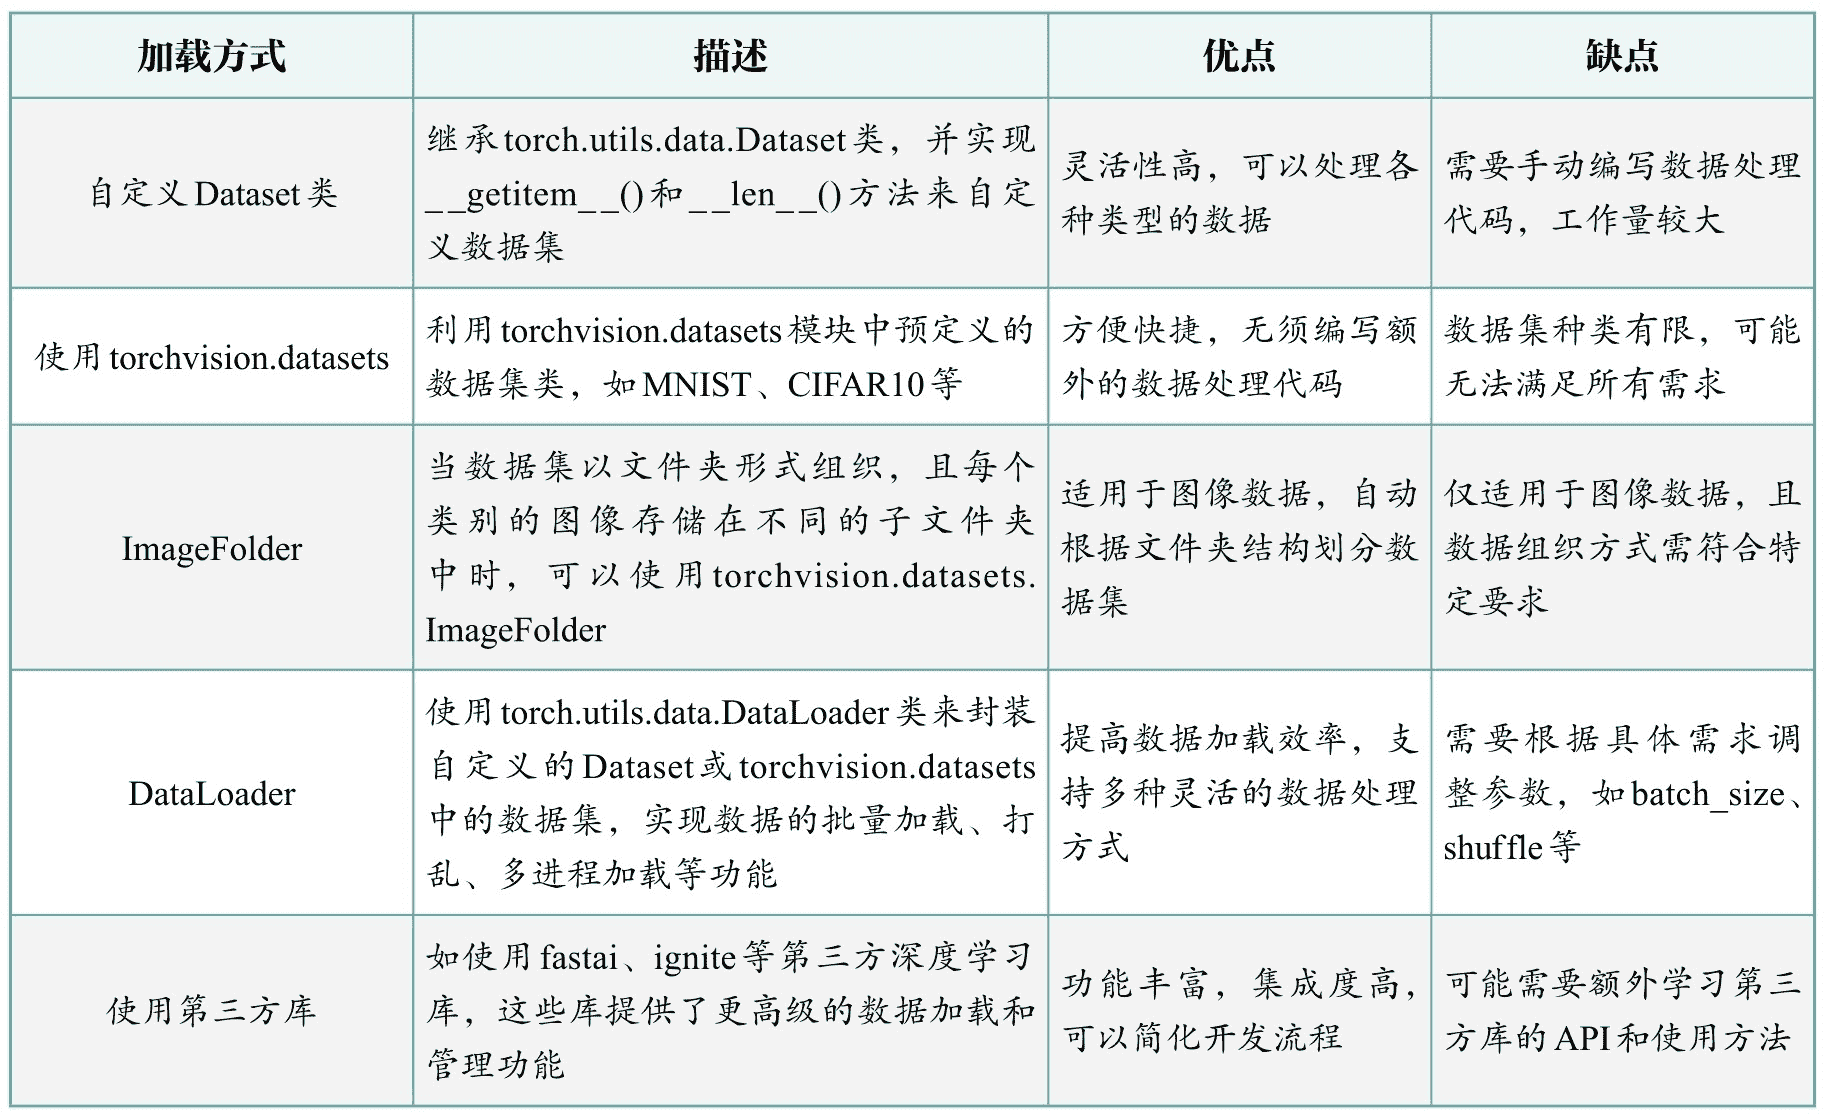 加载方式
描述
优点
缺点
自定义Dataset类
继承torch.utils.data.Dataset类，并实现
__getitem__()和__len__()方法来自定
义数据集
灵活性高，可以处理各
种类型的数据
需要手动编写数据处理
代码，工作量较大
使用torchvision.datasets
利用torchvision.datasets模块中预定义的
数据集类，如MNIST、CIFAR10等
方便快捷，无须编写额
外的数据处理代码
数据集种类有限，可能
无法满足所有需求
ImageFolder
当数据集以文件夹形式组织，且每个
类别的图像存储在不同的子文件夹
中时，可以使用torchvision.datasets.
ImageFolder
适用于图像数据，自动
根据文件夹结构划分数
据集
仅适用于图像数据，且
数据组织方式需符合特
定要求
DataLoader
使用torch.utils.data.DataLoader类来封装
自定义的Dataset或torchvision.datasets
中的数据集，实现数据的批量加载、打
乱、多进程加载等功能
提高数据加载效率，支
持多种灵活的数据处理
方式
需要根据具体需求调
整参数，如batch_size、
shuffle等
使用第三方库
如使用fastai、ignite等第三方深度学习
库，这些库提供了更高级的数据加载和
管理功能
功能丰富，集成度高，
可以简化开发流程
可能需要额外学习第三
方库的API和使用方法